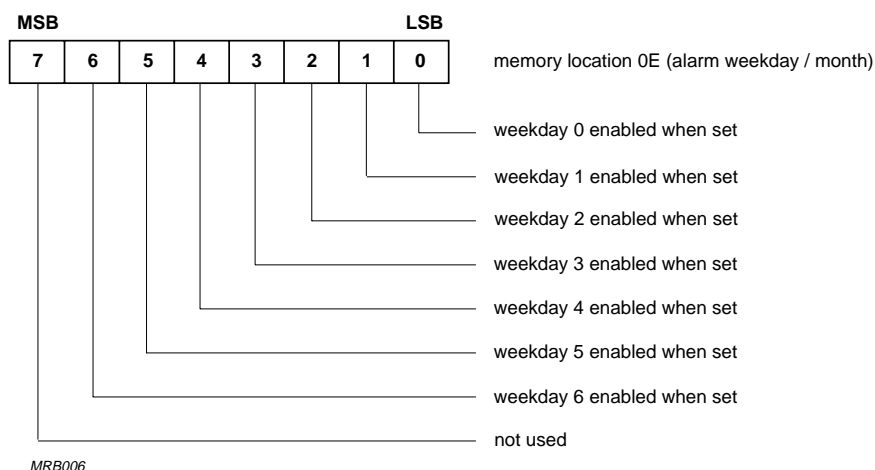 MSB LSB
7 6 5 4 3 2 1 0 memory location 0E (alarm weekday / month)
weekday 0 enabled when set
weekday 1 enabled when set
weekday 2 enabled when set
weekday 3 enabled when set
weekday 4 enabled when set
weekday 5 enabled when set
weekday 6 enabled when set
not used
MRB006